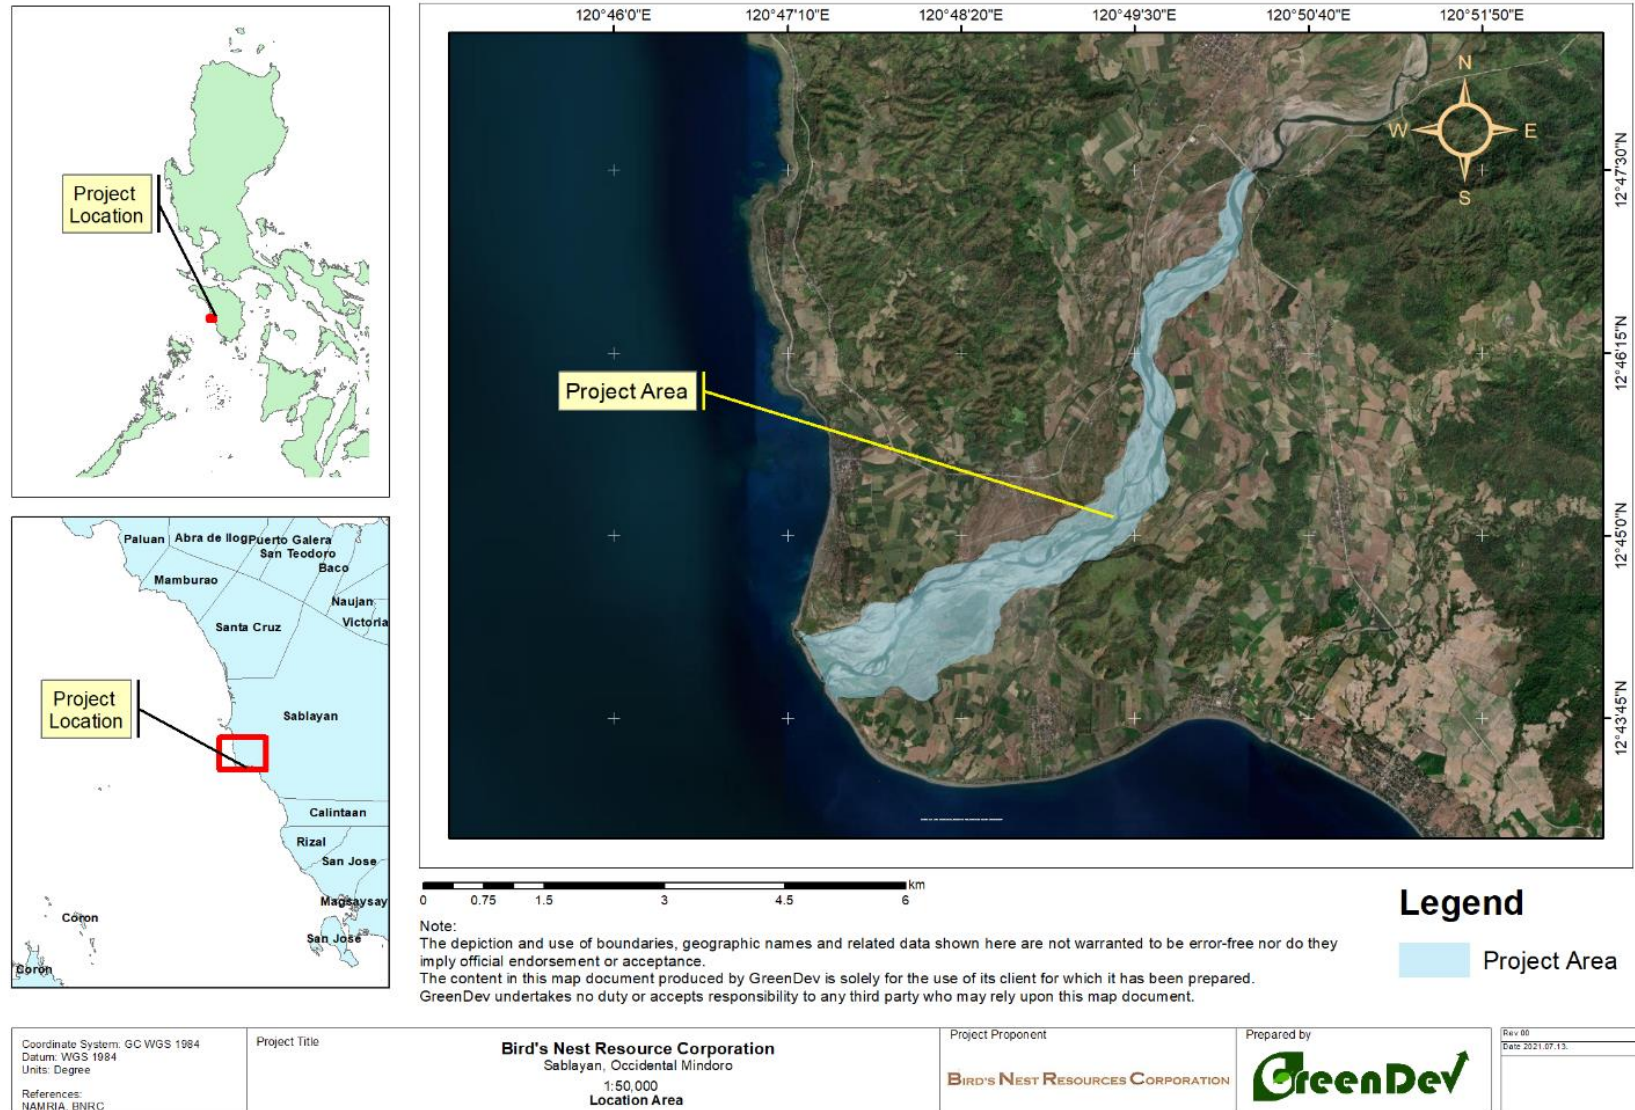 Project
Location
Paluan
Abra de Ilog
Puerto Galera
San Teodoro
Baco
Mamburao
Naujan
Victoria
Santa Cruz
Project
Location
Sablayan
Calintaan
Rizal
San Jose
Magsaysay
Coron
San Jose
Coron
120°46'0"E 120°47'10"E 120°48'20"E 120°49'30"E 120°50'40"E 120°51'50"E
N
W E
S
12°47'30"N
12°46'15"N
12°45'0"N
12°43'45"N
Project Area
km
0 0.75 1.5 3 4.5 6
Note:
The depiction and use of boundaries, geographic names and related data shown here are not warranted to be error-free nor do they
imply official endorsement or acceptance.
The content in this map document produced by GreenDev is solely for the use of its client for which it has been prepared.
GreenDev undertakes no duty or accepts responsibility to any third party who may rely upon this map document.
Legend
Project Area
Coordinate System: GC WGS 1984
Datum: WGS 1984
Units: Degree
References:
NAMRIA, BNRC
Project Title
Bird's Nest Resource Corporation
Sablayan, Occidental Mindoro
1:50,000
Location Area
Project Proponent
BIRD'S NEST RESOURCES CORPORATION
Prepared by
GreenDev
Rev 00
Date 2021.07.13.